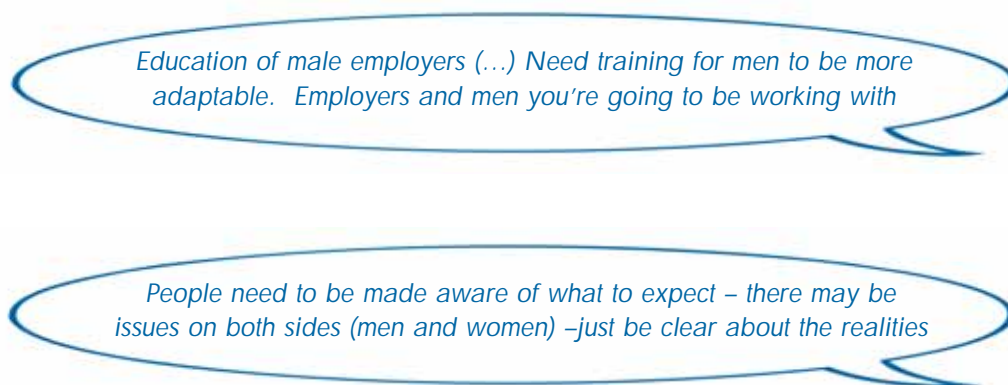 Education of male employers (…) Need training for men to be more
adaptable.  Employers and men you're going to be working with
People need to be made aware of what to expect – there may be
issues on both sides (men and women) –just be clear about the realities